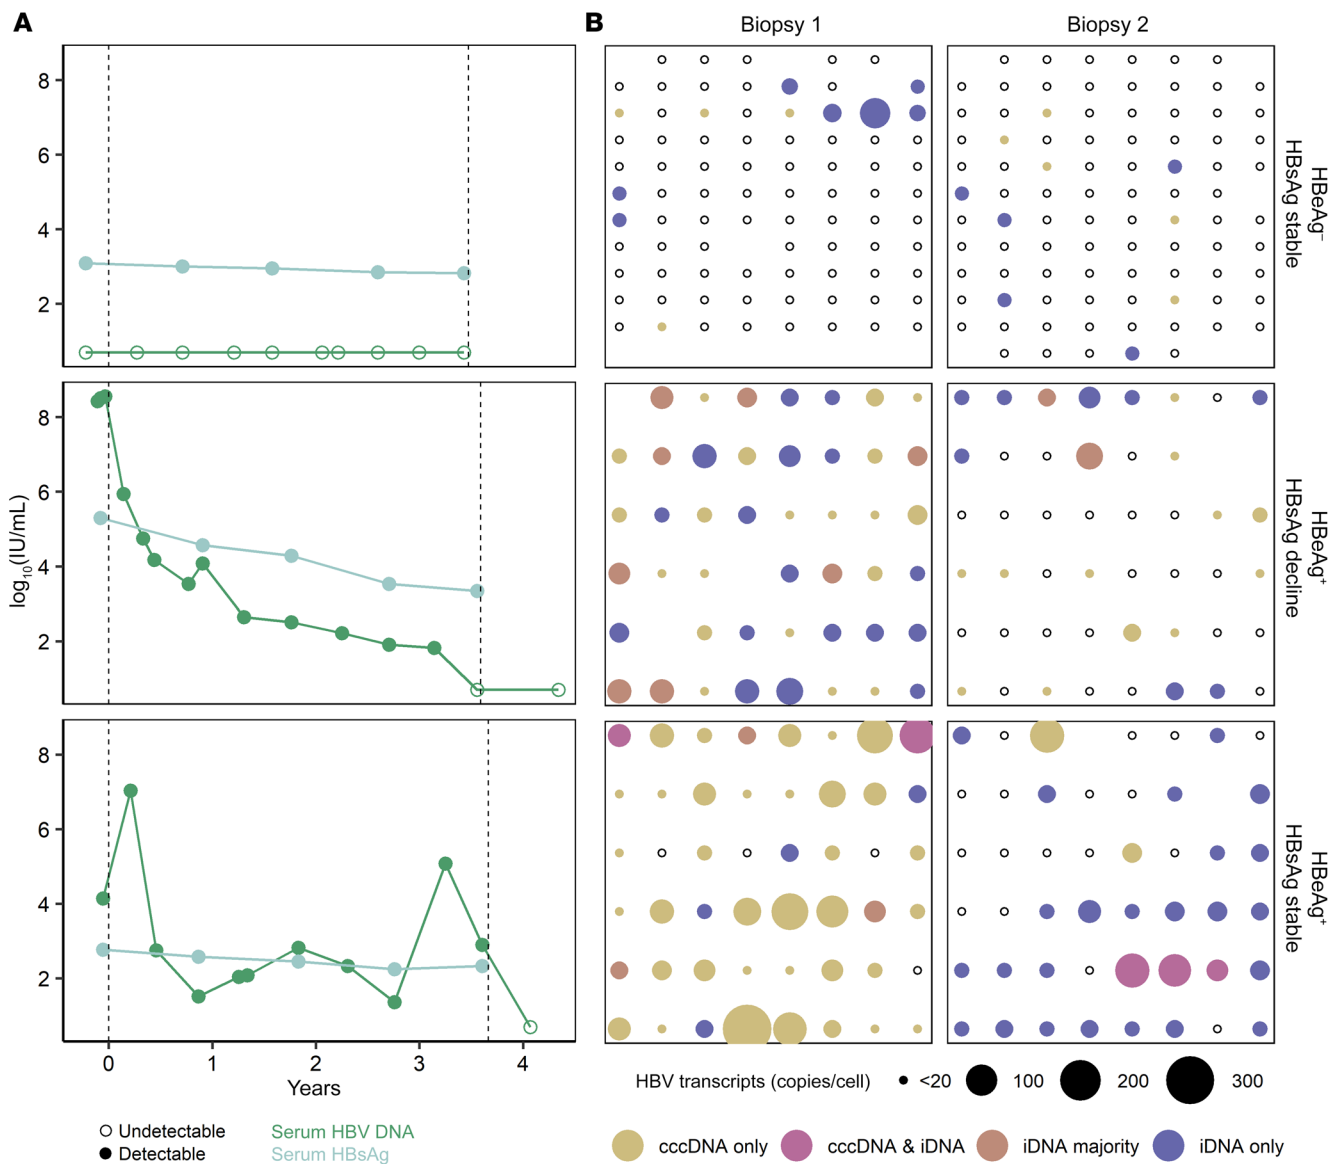 A
B
Biopsy 1
Biopsy 2
8
6
4
2
HBeAg⁻
HBsAg stable
log₁₀(IU/mL)
8
6
4
2
HBeAg⁺
HBsAg decline
8
6
4
2
HBeAg⁺
HBsAg stable
0 1 2 3 4
Years
HBV transcripts (copies/cell) <20 100 200 300
Undetectable Serum HBV DNA
Detectable Serum HBsAg
cccDNA only cccDNA & iDNA iDNA majority iDNA only